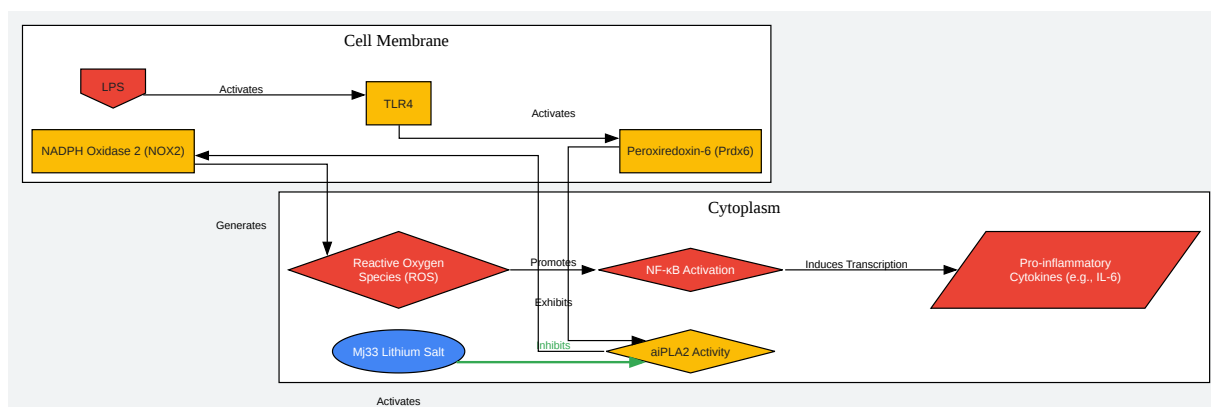 Cell Membrane
LPS
Activates
TLR4
Activates
NADPH Oxidase 2 (NOX2)
Peroxiredoxin-6 (Prdx6)
Cytoplasm
Generates
Reactive Oxygen
Species (ROS)
Promotes
NF-κB Activation
Induces Transcription
Pro-inflammatory
Cytokines (e.g., IL-6)
Exhibits
Mj33 Lithium Salt
Inhibits
aiPLA2 Activity
Activates